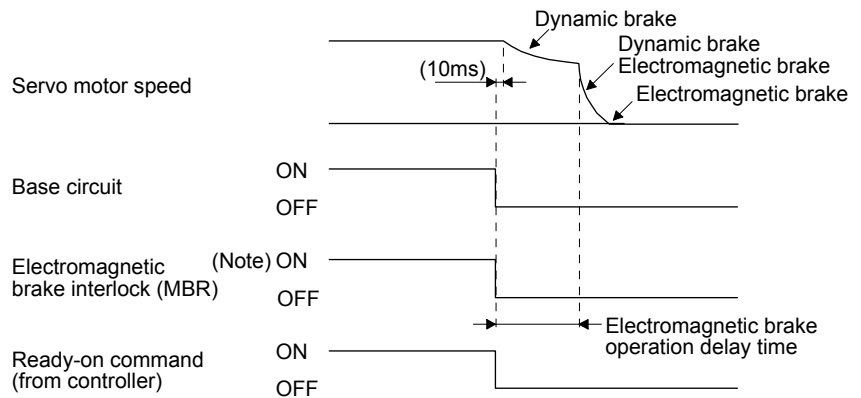 Dynamic brake
Dynamic brake
Electromagnetic brake
Electromagnetic brake
(10ms)
Servo motor speed
Base circuit
ON
OFF
Electromagnetic
brake interlock (MBR)
(Note) ON
OFF
Electromagnetic brake
operation delay time
Ready-on command
(from controller)
ON
OFF